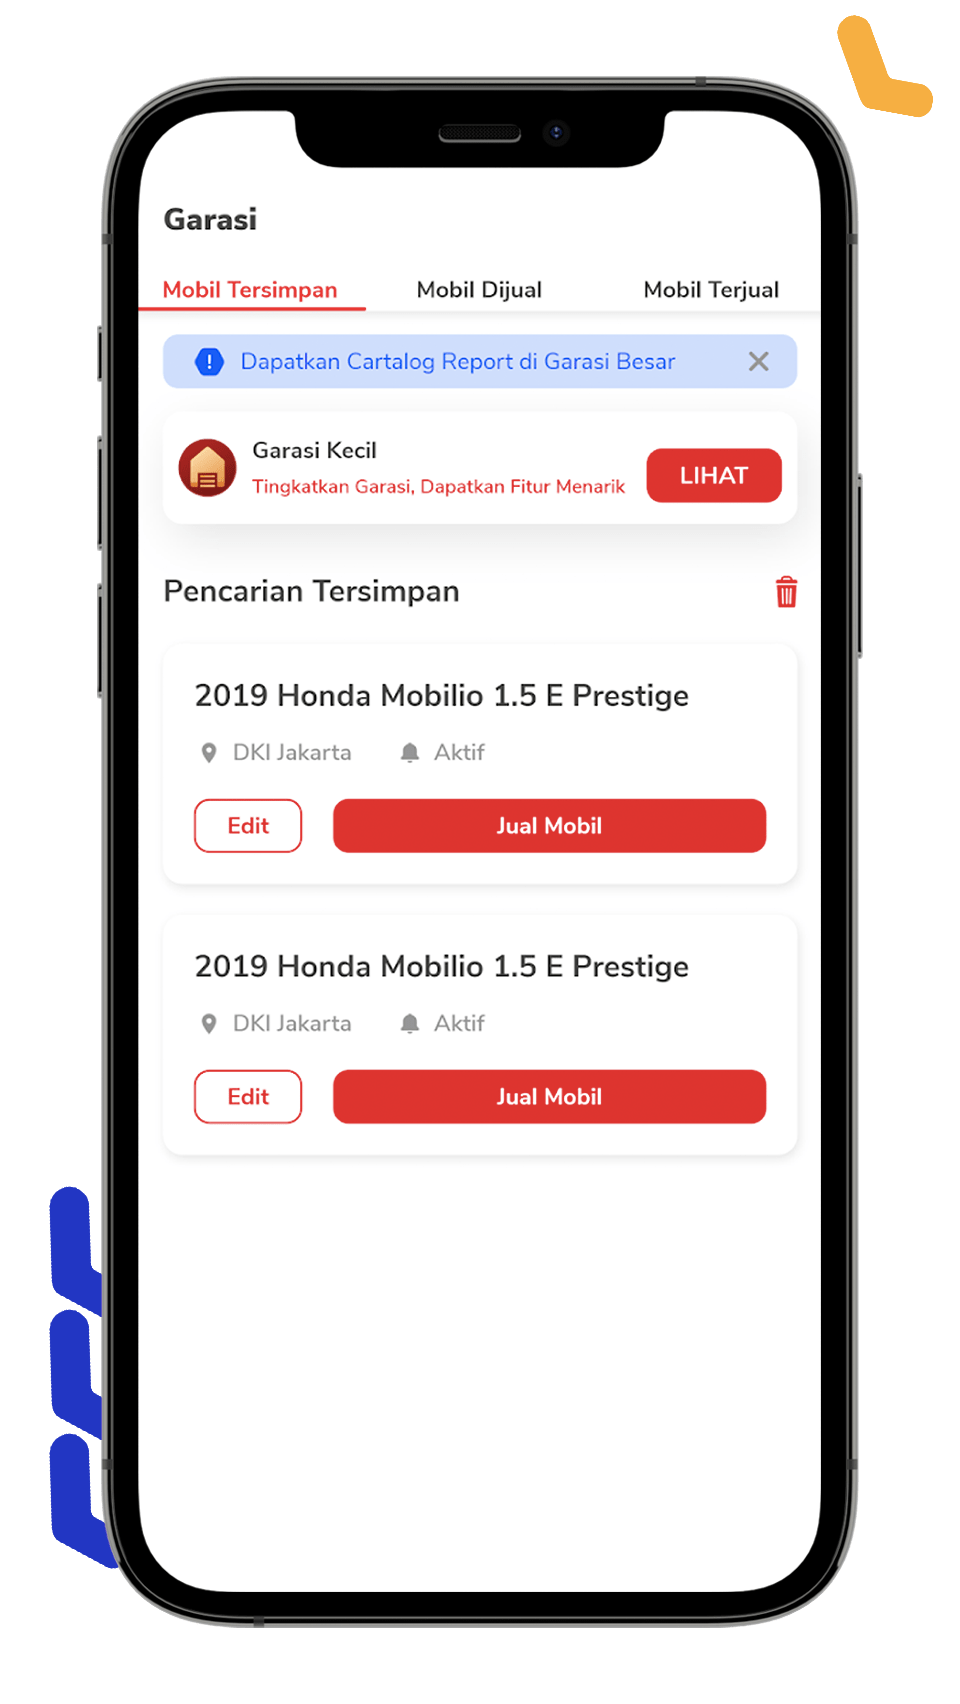 Garasi
Mobil Tersimpan Mobil Dijual Mobil Terjual
Dapatkan Cartalog Report di Garasi Besar
Garasi Kecil
Tingkatkan Garasi, Dapatkan Fitur Menarik
LIHAT
Pencarian Tersimpan
2019 Honda Mobilio 1.5 E Prestige
DKI Jakarta Aktif
Edit Jual Mobil
2019 Honda Mobilio 1.5 E Prestige
DKI Jakarta Aktif
Edit Jual Mobil